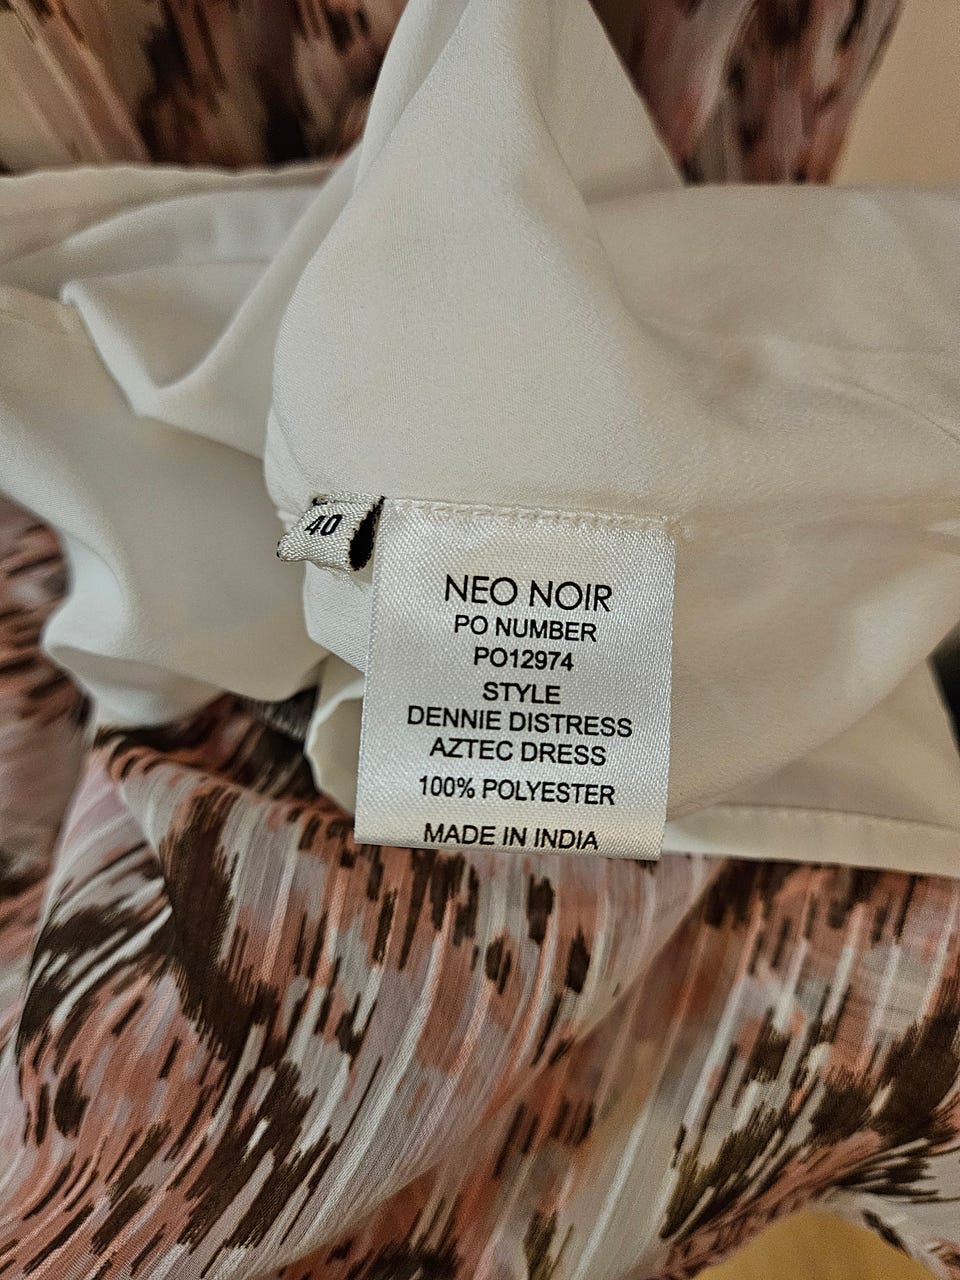 40
NEO NOIR
PO NUMBER
PO12974
STYLE
DENNIE DISTRESS
AZTEC DRESS
100% POLYESTER
MADE IN INDIA